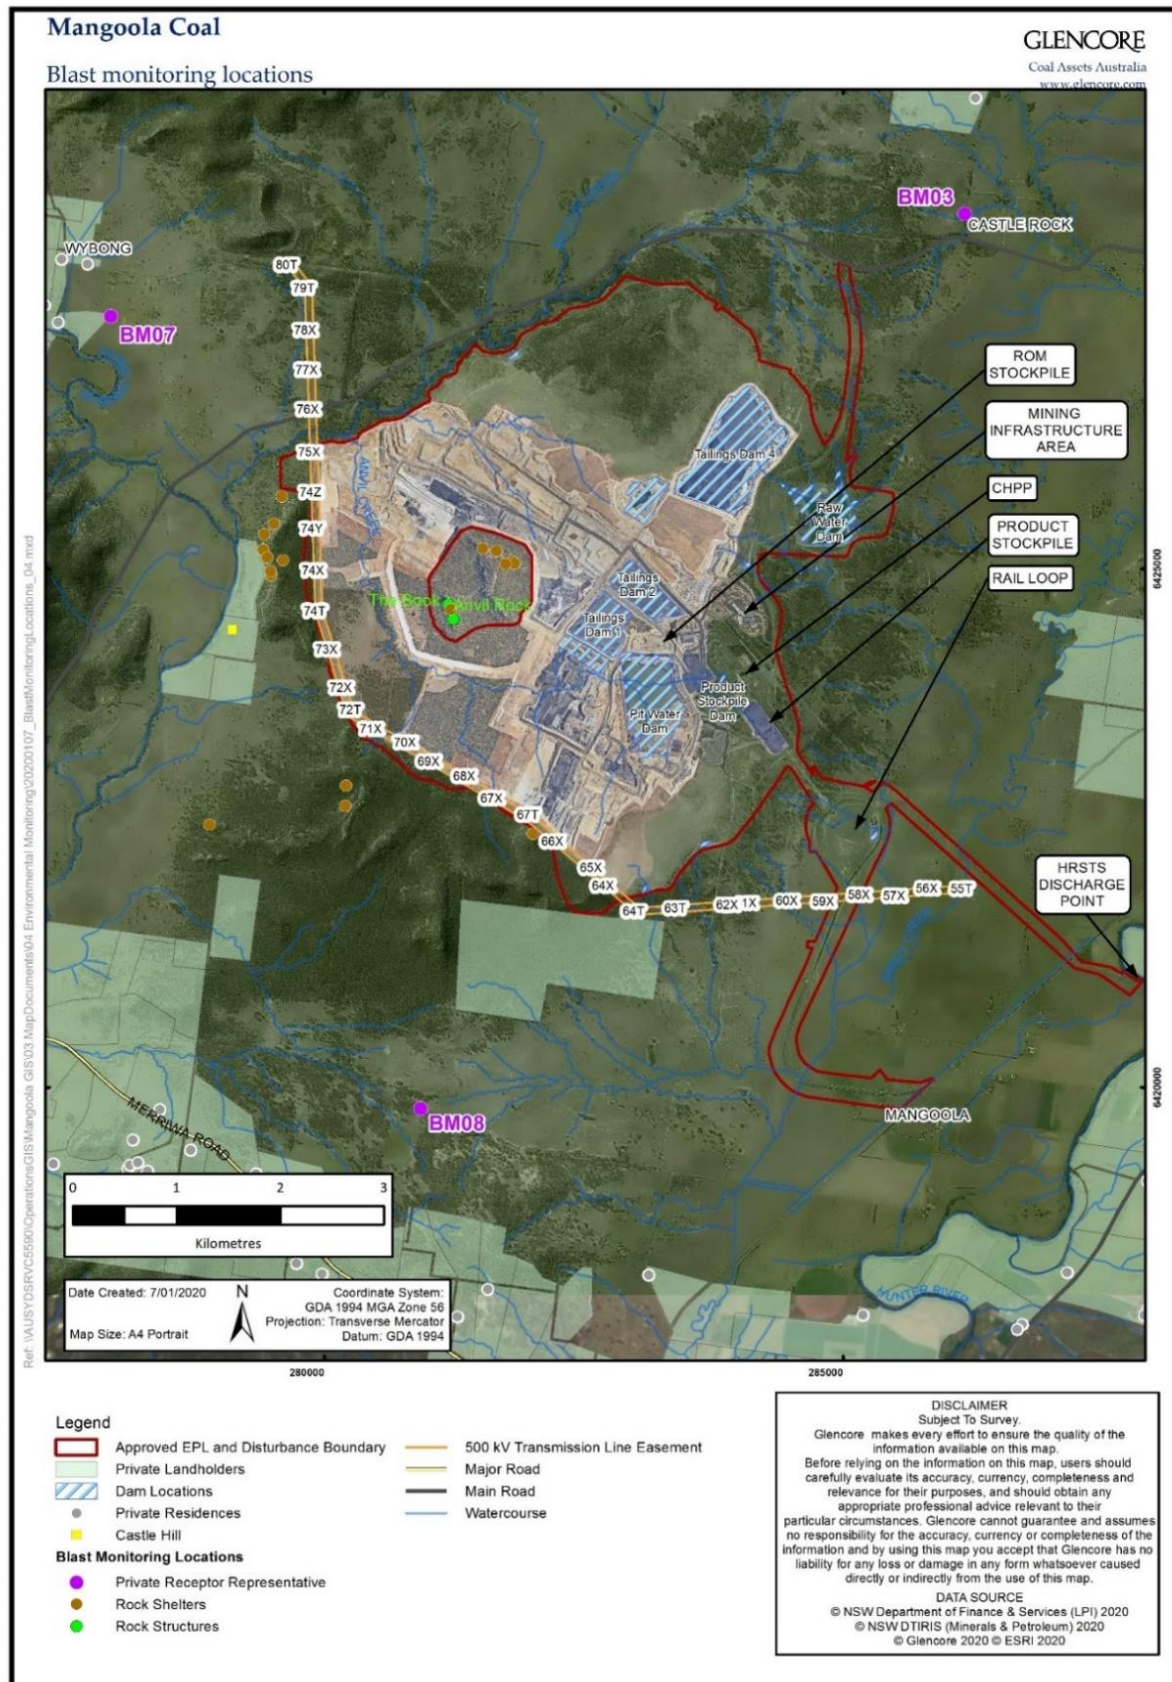 Mangoola Coal
Blast monitoring locations
GLENCORE
Coal Assets Australia
www.glencore.com
BM03
CASTLE ROCK
WYBONG
80T
79T
BM07
78X
77X
76X
75X
74Z
74Y
74X
74T
73X
72X
72T
71X
70X
69X
68X
67X
67T
66X
65X
64X
64T
63T
62X
1X
60X
59X
58X
57X
56X
55T
ANVIL CREEK
The Book
Anvil Rock
Tailings Dam 4
Raw
Water
Dam
Tailings
Dam 2
Tailings
Dam 1
Pit Water
Dam
Product
Stockpile
Dam
ROM
STOCKPILE
MINING
INFRASTRUCTURE
AREA
CHPP
PRODUCT
STOCKPILE
RAIL LOOP
HRSTS
DISCHARGE
POINT
6425000
6420000
MANGOOLA
BM08
MERRIWA ROAD
HUNTER RIVER
0 1 2 3
Kilometres
Date Created: 7/01/2020
Map Size: A4 Portrait
N
Coordinate System:
GDA 1994 MGA Zone 56
Projection: Transverse Mercator
Datum: GDA 1994
280000
285000
Legend
Approved EPL and Disturbance Boundary
Private Landholders
Dam Locations
Private Residences
Castle Hill
Blast Monitoring Locations
Private Receptor Representative
Rock Shelters
Rock Structures
500 kV Transmission Line Easement
Major Road
Main Road
Watercourse
DISCLAIMER
Subject To Survey.
Glencore makes every effort to ensure the quality of the
information available on this map.
Before relying on the information on this map, users should
carefully evaluate its accuracy, currency, completeness and
relevance for their purposes, and should obtain any
appropriate professional advice relevant to their
particular circumstances. Glencore cannot guarantee and assumes
no responsibility for the accuracy, currency or completeness of the
information and by using this map you accept that Glencore has no
liability for any loss or damage in any form whatsoever caused
directly or indirectly from the use of this map.
DATA SOURCE
© NSW Department of Finance & Services (LPI) 2020
© NSW DTIRIS (Minerals & Petroleum) 2020
© Glencore 2020 © ESRI 2020